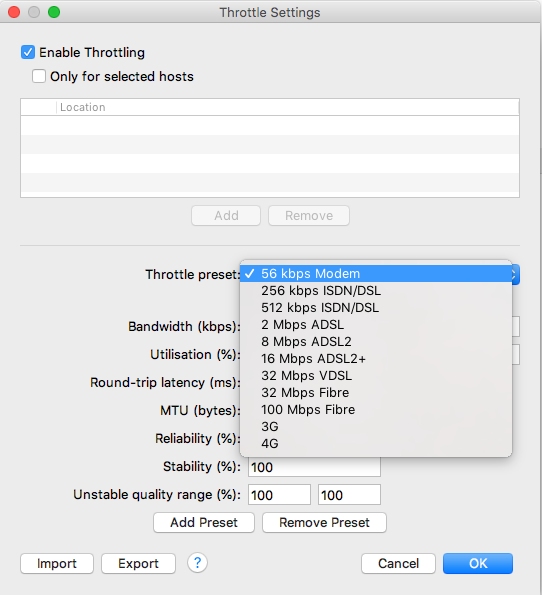 Throttle Settings
Enable Throttling
Only for selected hosts
Location
Add Remove
Throttle preset: ✓ 56 kbps Modem
256 kbps ISDN/DSL
512 kbps ISDN/DSL
Bandwidth (kbps): 2 Mbps ADSL
8 Mbps ADSL2
Utilisation (%): 16 Mbps ADSL2+
Round-trip latency (ms): 32 Mbps VDSL
32 Mbps Fibre
MTU (bytes): 100 Mbps Fibre
3G
Reliability (%): 4G
Stability (%): 100
Unstable quality range (%): 100 100
Add Preset Remove Preset
Import Export ? Cancel OK